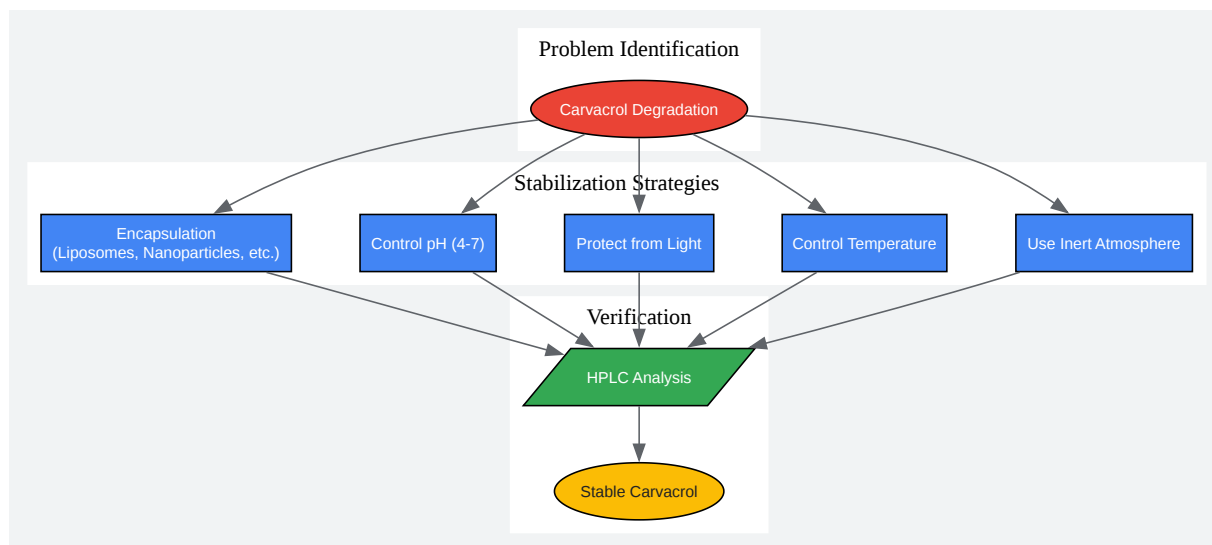 Problem Identification
Carvacrol Degradation
Stabilization Strategies
Encapsulation
(Liposomes, Nanoparticles, etc.)
Control pH (4-7)
Protect from Light
Control Temperature
Use Inert Atmosphere
Verification
HPLC Analysis
Stable Carvacrol